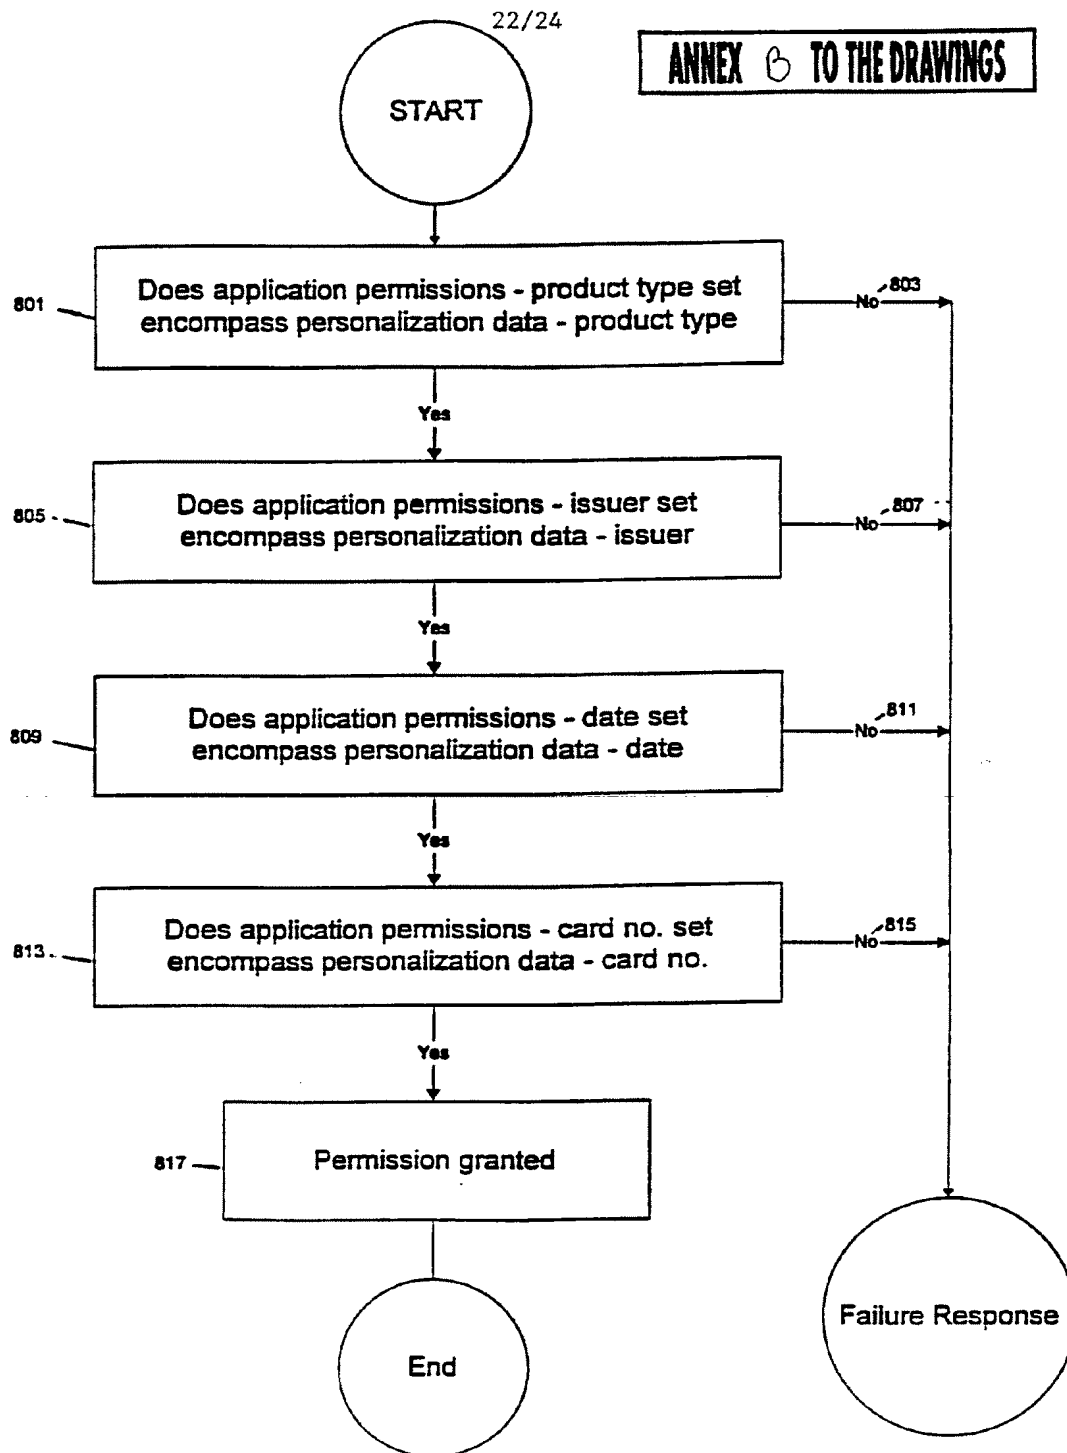 22/24
ANNEX B TO THE DRAWINGS
START
801
Does application permissions - product type set
encompass personalization data - product type
No
803
Yes
805
Does application permissions - issuer set
encompass personalization data - issuer
No
807
Yes
809
Does application permissions - date set
encompass personalization data - date
No
811
Yes
813
Does application permissions - card no. set
encompass personalization data - card no.
No
815
Yes
817
Permission granted
End
Failure Response